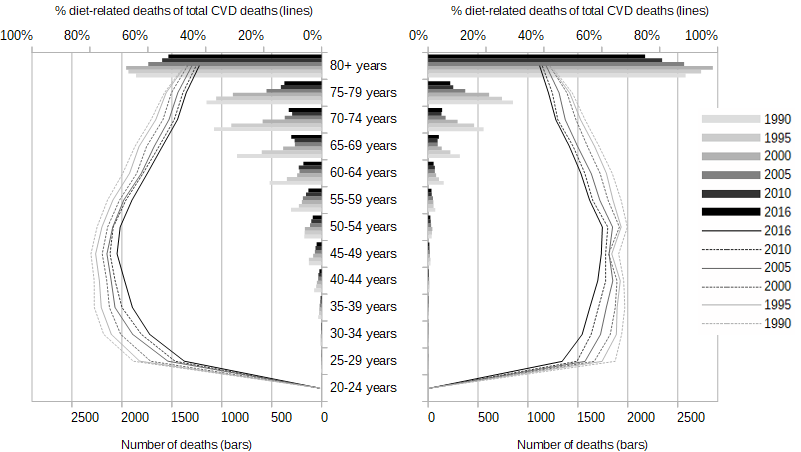 % diet-related deaths of total CVD deaths (lines)
% diet-related deaths of total CVD deaths (lines)
100% 80% 60% 40% 20% 0%
0% 20% 40% 60% 80% 100%
80+ years
75-79 years
70-74 years
65-69 years
60-64 years
55-59 years
50-54 years
45-49 years
40-44 years
35-39 years
30-34 years
25-29 years
20-24 years
1990
1995
2000
2005
2010
2016
2016
2010
2005
2000
1995
1990
2500 2000 1500 1000 500 0
0 500 1000 1500 2000 2500
Number of deaths (bars)
Number of deaths (bars)